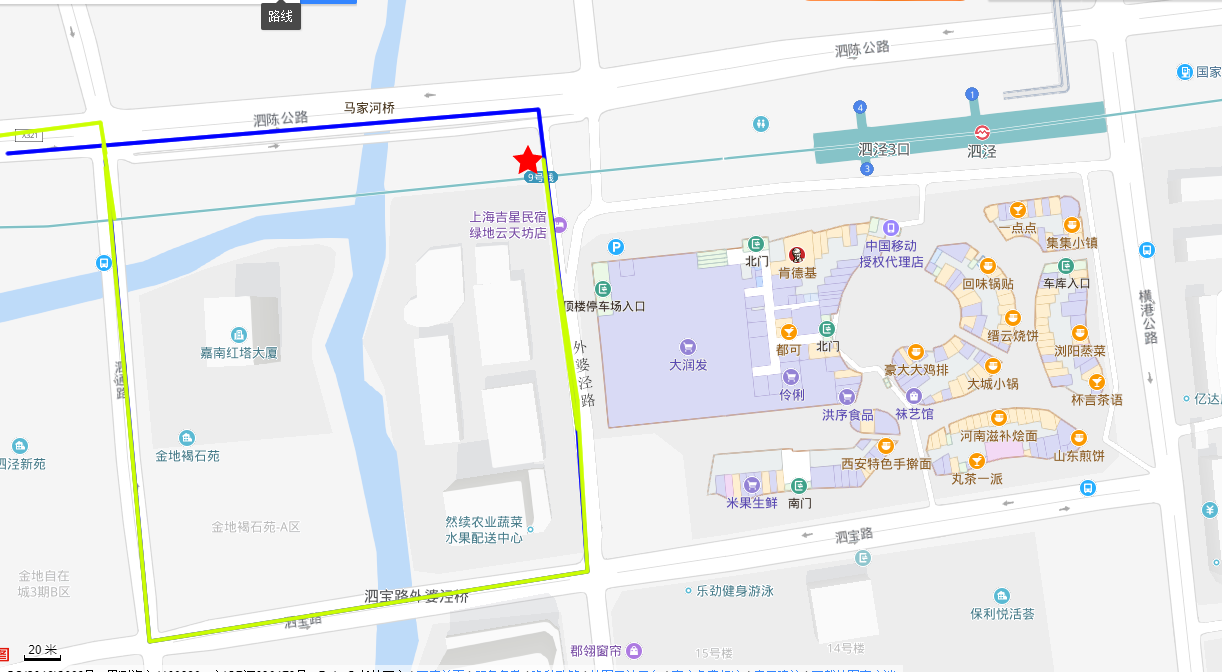 路线
泗陈公路
国家
马家河桥
泗陈公路
X321
4
1
泗泾3口
泗泾
3
9号线
上海吉星民宿
绿地云天坊店
P
北门
肯德基
中国移动
授权代理店
一点点
集集小镇
回味锅贴
车库入口
顶楼停车场入口
横港公路
嘉南红塔大厦
泗通路
外婆泾路
大润发
都可
北门
缙云烧饼
浏阳蒸菜
豪大大鸡排
大城小锅
伶俐
洪序食品
袜艺馆
杯言茶语
亿达
河南滋补烩面
山东煎饼
西安特色手擀面
丸茶一派
泗泾新苑
金地褐石苑
米果生鲜
南门
金地褐石苑-A区
然续农业蔬菜
水果配送中心
泗宝路
金地自在
城3期B区
泗宝路外婆泾桥
泗宝路
乐劲健身游泳
保利悦活荟
20 米
都翎窗帘
15号楼
14号楼